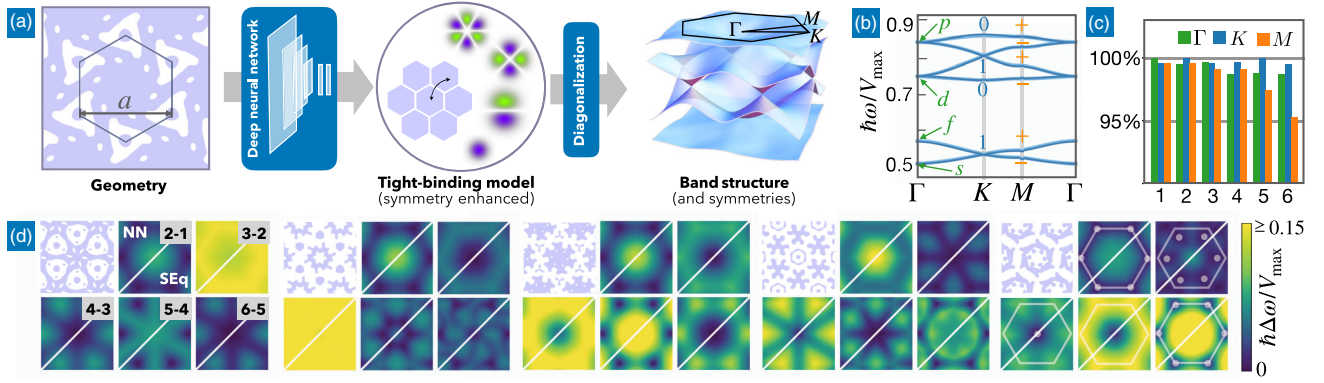 (a)
a
Geometry
Deep neural network
Tight-binding model
(symmetry enhanced)
Diagonalization
Γ
M
K
Band structure
(and symmetries)
(b)
ħω/Vmax
0.9
0.7
0.5
p
d
f
s
0
1
0
1
+
+
+
+
-
+
Γ
K
M
Γ
(c)
Γ K M
100%
95%
1 2 3 4 5 6
(d)
NN
SEq
2-1
3-2
4-3
5-4
6-5
≥ 0.15
0
ħΔω/Vmax